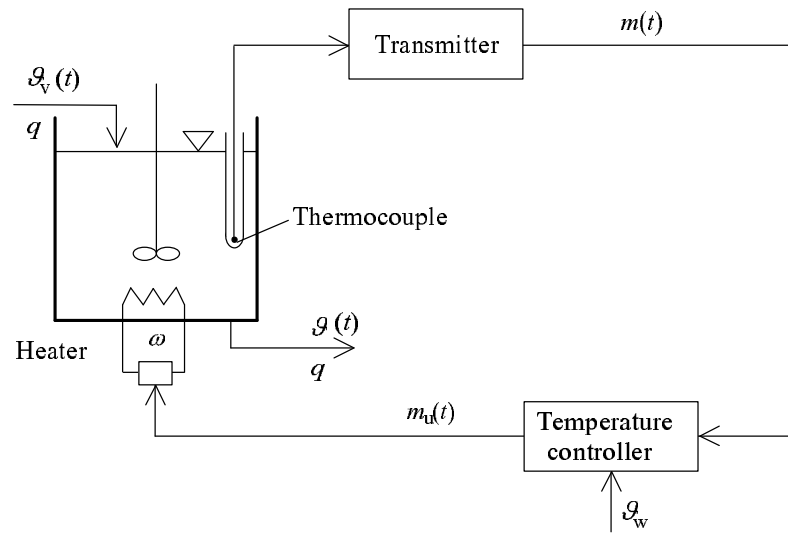 Transmitter
m(t)
ϑv(t)
q
Thermocouple
ϑ(t)
q
Heater
ω
mu(t)
Temperature
controller
ϑw